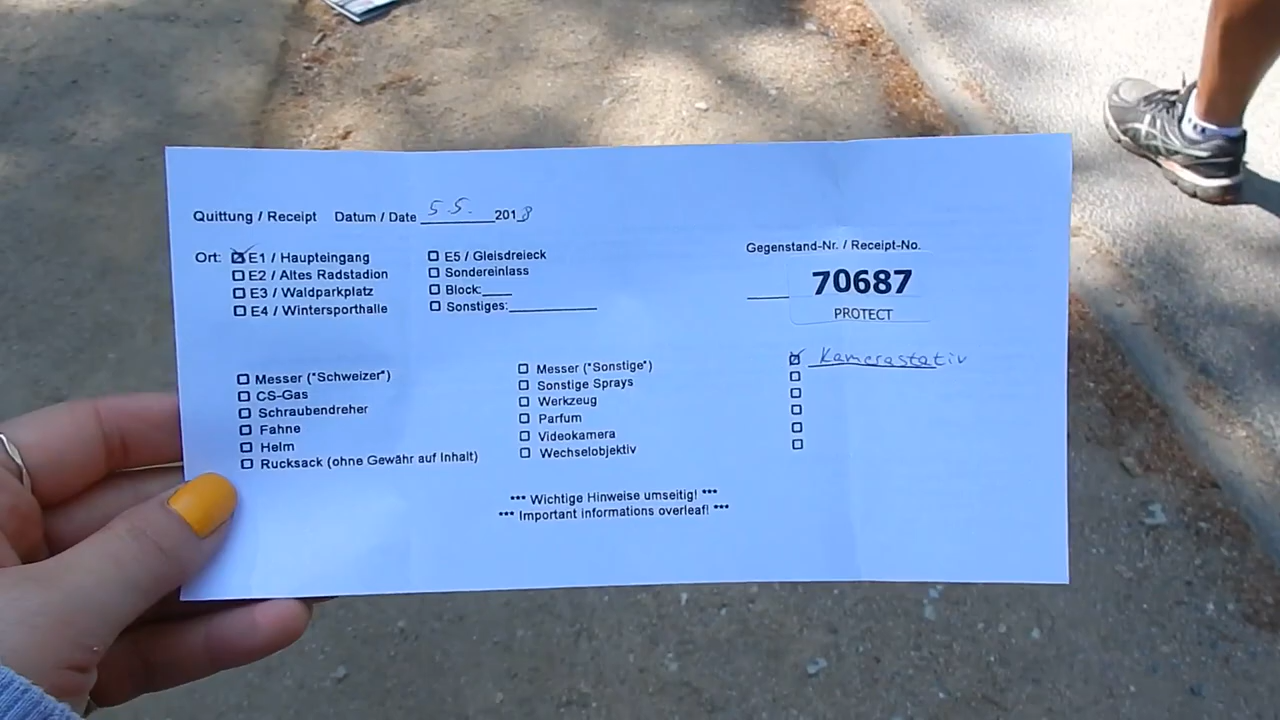 Quittung / Receipt Datum / Date 5.5. 2018
Ort: E1 / Haupteingang
E2 / Altes Radstadion
E3 / Waldparkplatz
E4 / Wintersporthalle
E5 / Gleisdreieck
Sondereinlass
Block:____
Sonstiges:____________
Gegenstand-Nr. / Receipt-No.
70687
PROTECT
Messer ("Schweizer")
CS-Gas
Schraubendreher
Fahne
Helm
Rucksack (ohne Gewähr auf Inhalt)
Messer ("Sonstige")
Sonstige Sprays
Werkzeug
Parfum
Videokamera
Wechselobjektiv
Kamerastativ
*** Wichtige Hinweise umseitig! ***
*** Important informations overleaf! ***